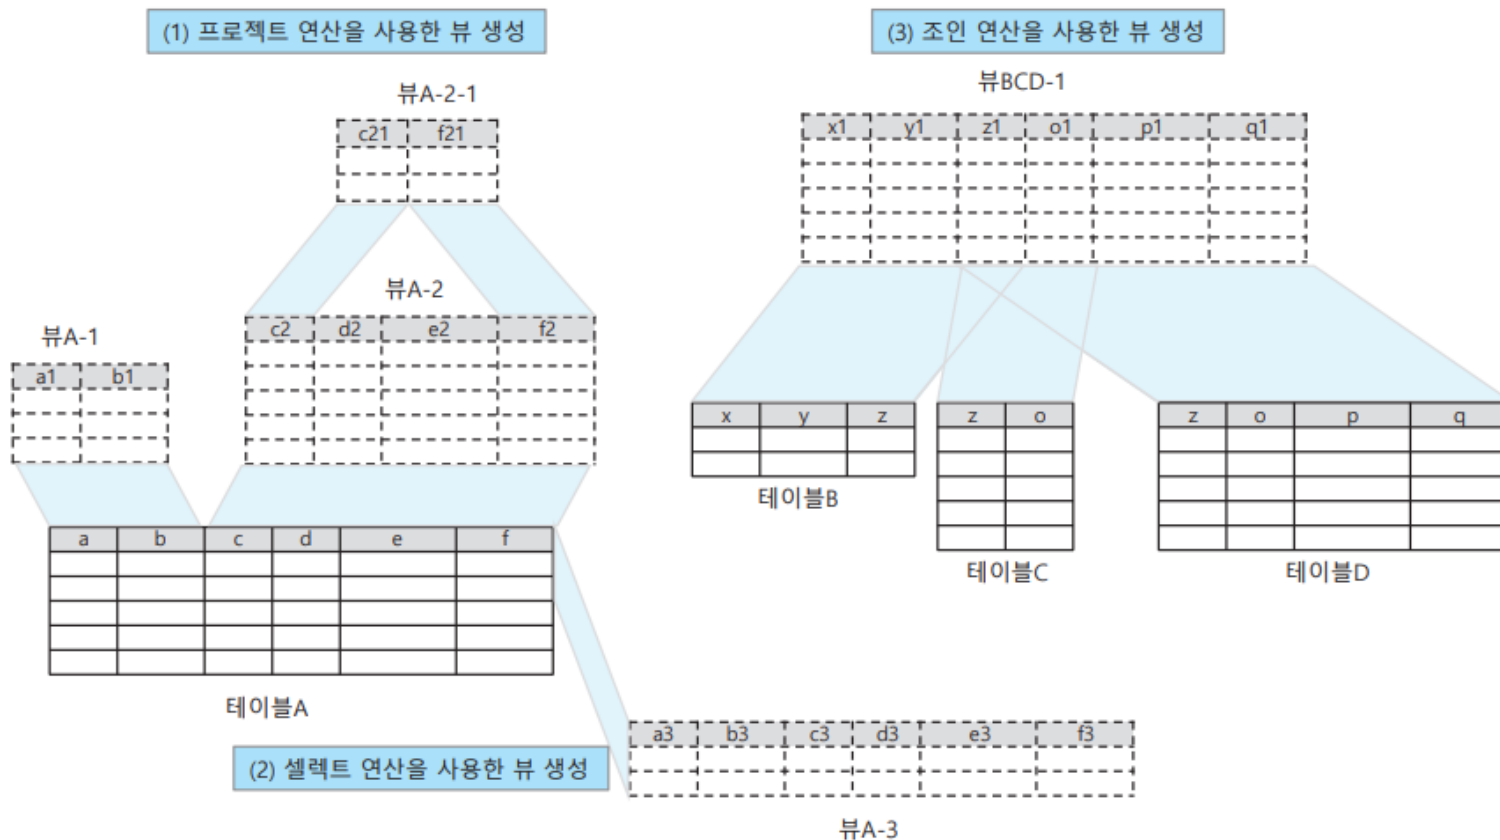 (1) 프로젝트 연산을 사용한 뷰 생성
(3) 조인 연산을 사용한 뷰 생성
뷰A-2-1
c21 f21
뷰BCD-1
x1 y1 z1 o1 p1 q1
뷰A-2
c2 d2 e2 f2
뷰A-1
a1 b1
x y z
테이블B
z o
테이블C
z o p q
테이블D
a b c d e f
테이블A
(2) 셀렉트 연산을 사용한 뷰 생성
a3 b3 c3 d3 e3 f3
뷰A-3